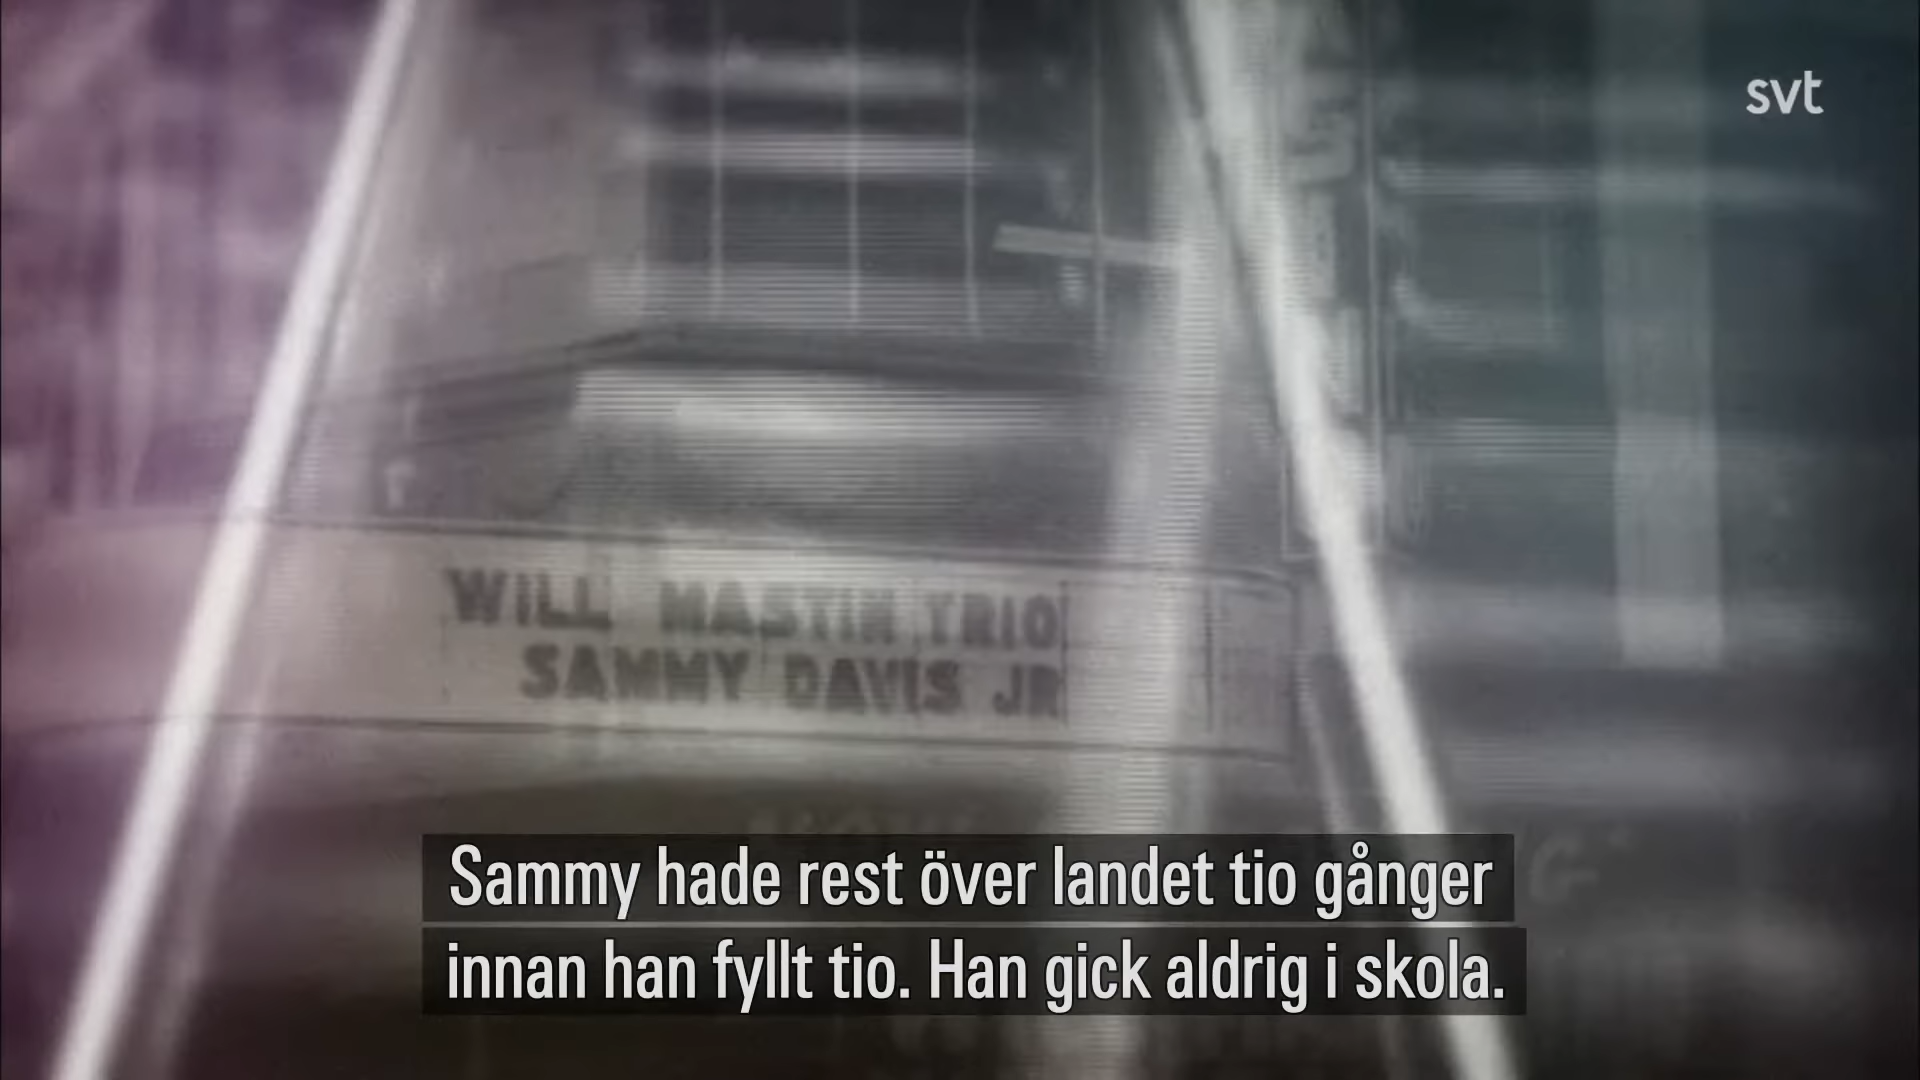 svt
WILL MASTIN TRIO
SAMMY DAVIS JR
Sammy hade rest över landet tio gånger
innan han fyllt tio. Han gick aldrig i skola.